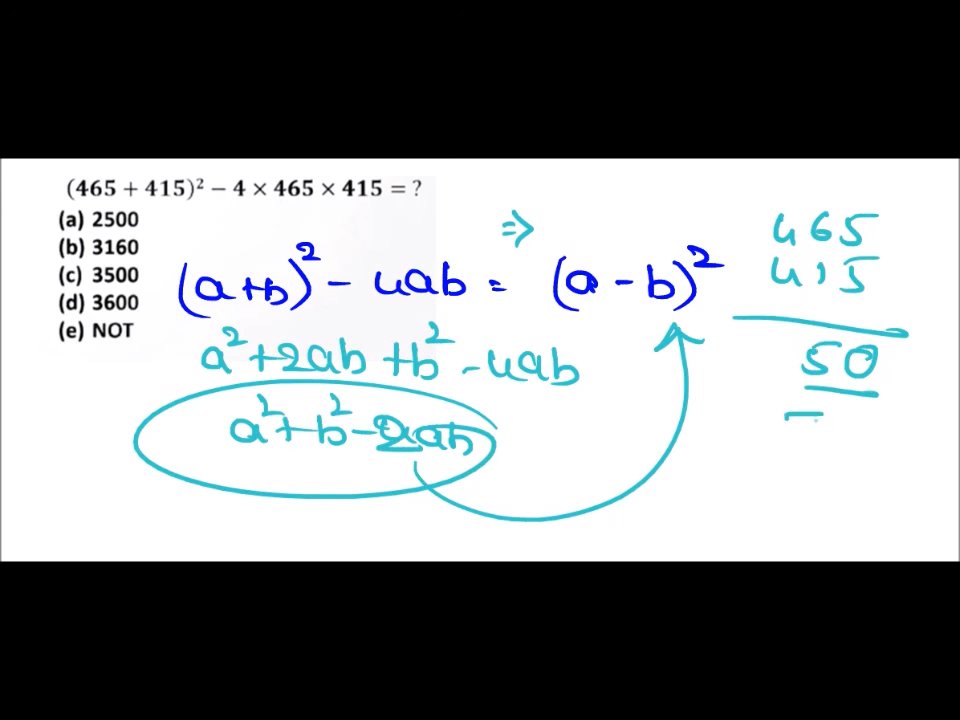 (465 + 415)² − 4 × 465 × 415 = ?
(a) 2500
(b) 3160
(c) 3500
(d) 3600
(e) NOT
⇒
(a+b)² - 4ab = (a - b)²
a² + 2ab + b² - 4ab
a² + b² - 2ab
465
415
50